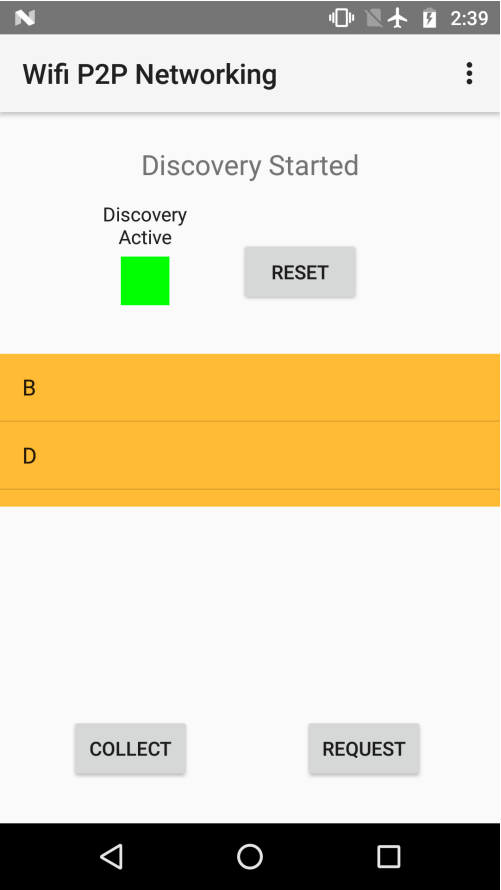 2:39
Wifi P2P Networking
Discovery Started
Discovery
Active
RESET
B
D
COLLECT
REQUEST